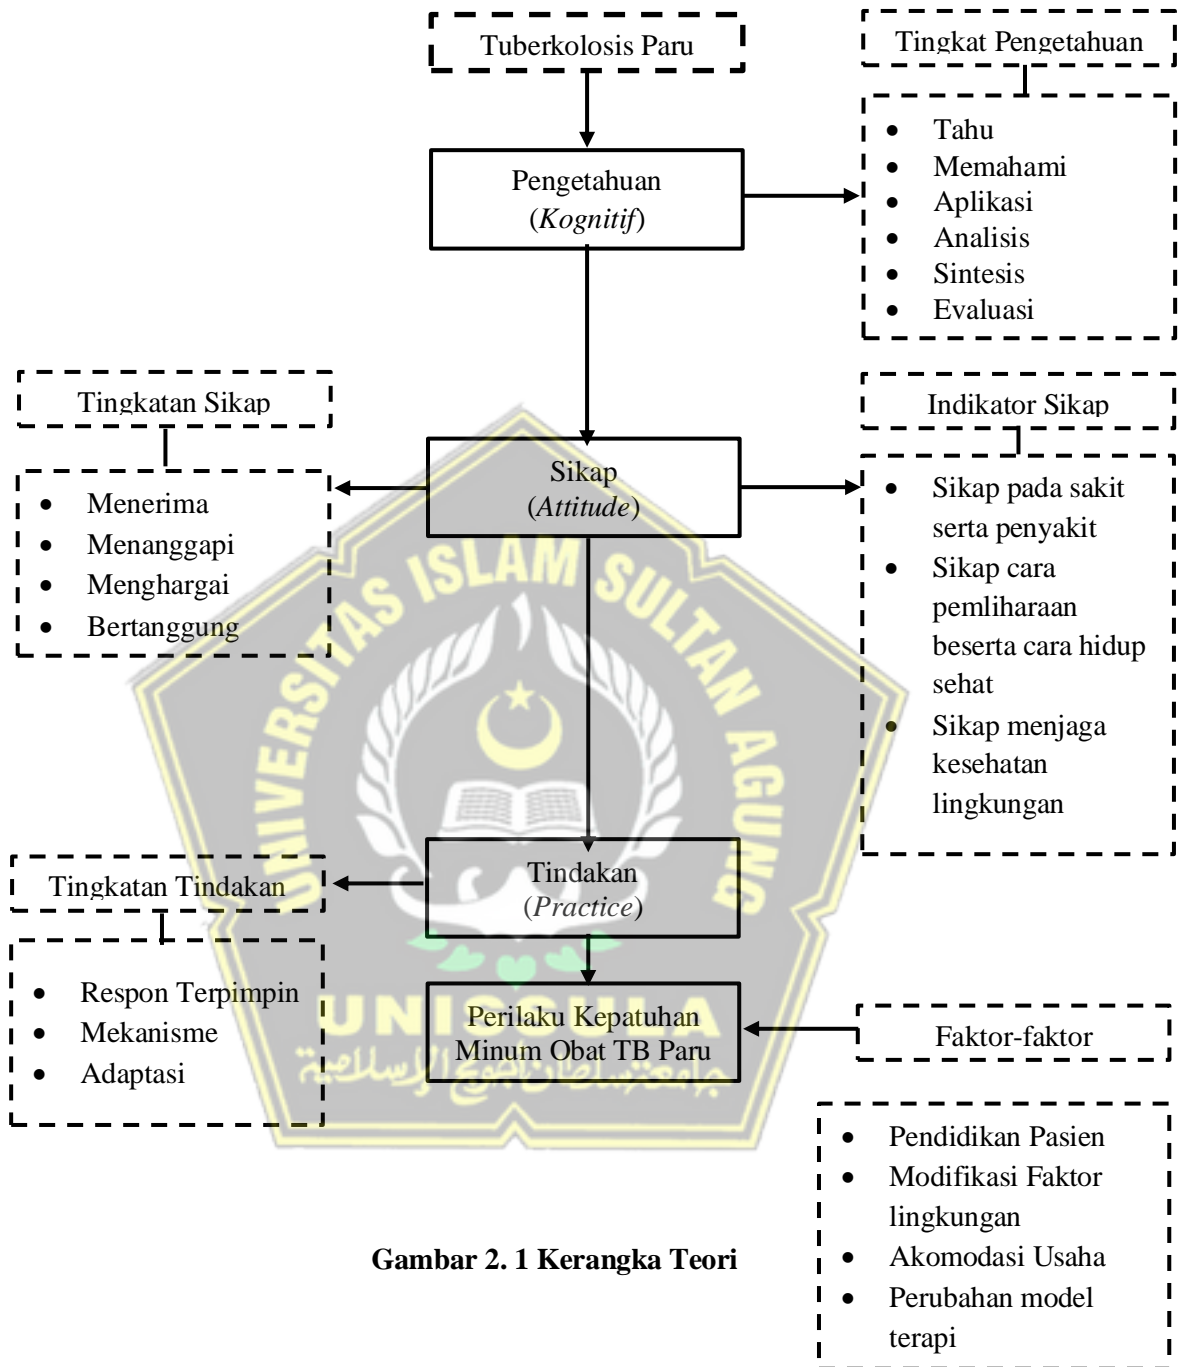 Tuberkolosis Paru
Tingkat Pengetahuan
Pengetahuan
(Kognitif)
• Tahu
• Memahami
• Aplikasi
• Analisis
• Sintesis
• Evaluasi
Tingkatan Sikap
Indikator Sikap
Sikap
(Attitude)
• Menerima
• Menanggapi
• Menghargai
• Bertanggung
• Sikap pada sakit
serta penyakit
• Sikap cara
pemliharaan
beserta cara hidup
sehat
• Sikap menjaga
kesehatan
lingkungan
UNIVERSITAS ISLAM SULTAN AGUNG
Tingkatan Tindakan
Tindakan
(Practice)
• Respon Terpimpin
• Mekanisme
• Adaptasi
UNISSULA
جامعتسلطان أجونج الإسلامية
Perilaku Kepatuhan
Minum Obat TB Paru
Faktor-faktor
• Pendidikan Pasien
• Modifikasi Faktor
lingkungan
• Akomodasi Usaha
• Perubahan model
terapi
Gambar 2. 1 Kerangka Teori